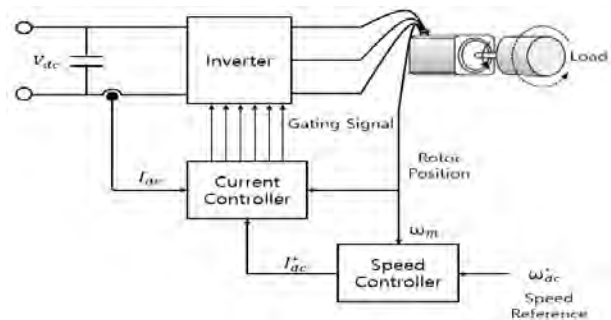 Inverter
Load
V_dc
Gating Signal
I_dc
Current
Controller
Rotor
Position
ω_m
I*_dc
Speed
Controller
ω*_dc
Speed
Reference